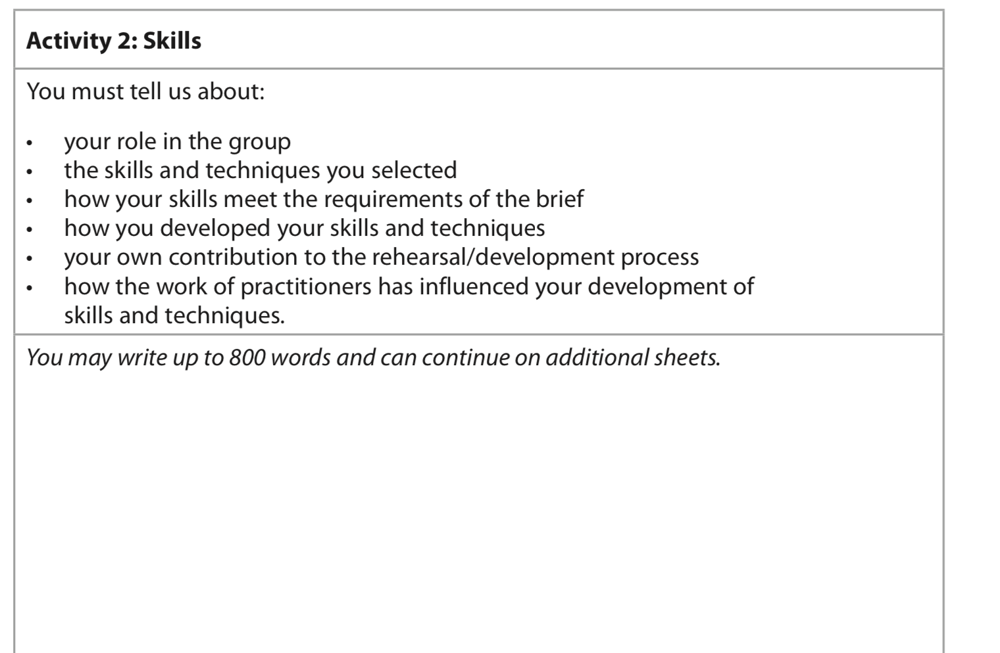 Activity 2: Skills
You must tell us about:
• your role in the group
• the skills and techniques you selected
• how your skills meet the requirements of the brief
• how you developed your skills and techniques
• your own contribution to the rehearsal/development process
• how the work of practitioners has influenced your development of
skills and techniques.
You may write up to 800 words and can continue on additional sheets.